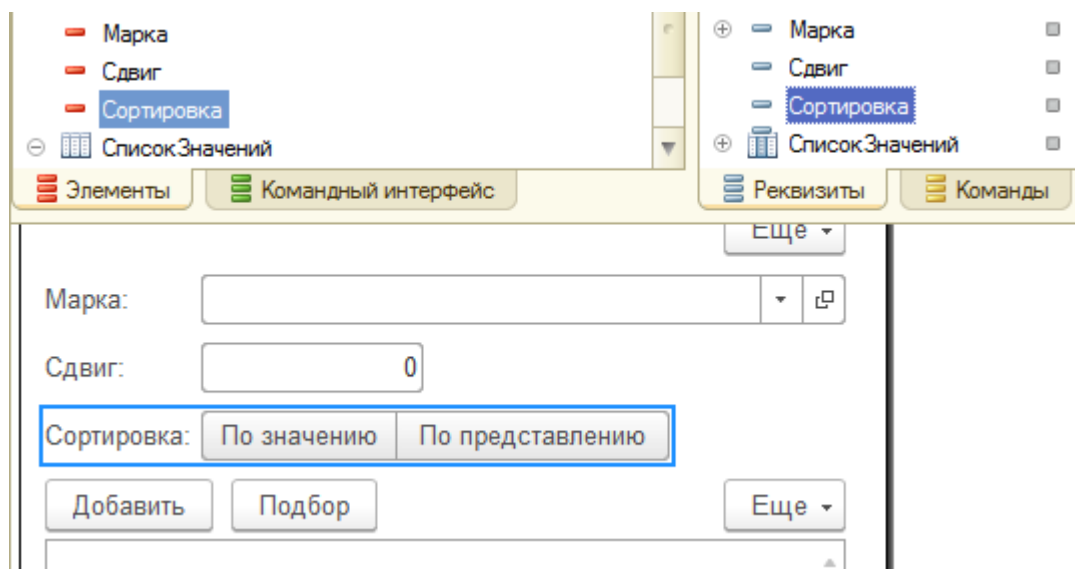 Марка
Сдвиг
Сортировка
СписокЗначений
Элементы Командный интерфейс
Марка
Сдвиг
Сортировка
СписокЗначений
Реквизиты Команды
Еще
Марка:
Сдвиг: 0
Сортировка: По значению По представлению
Добавить Подбор Еще